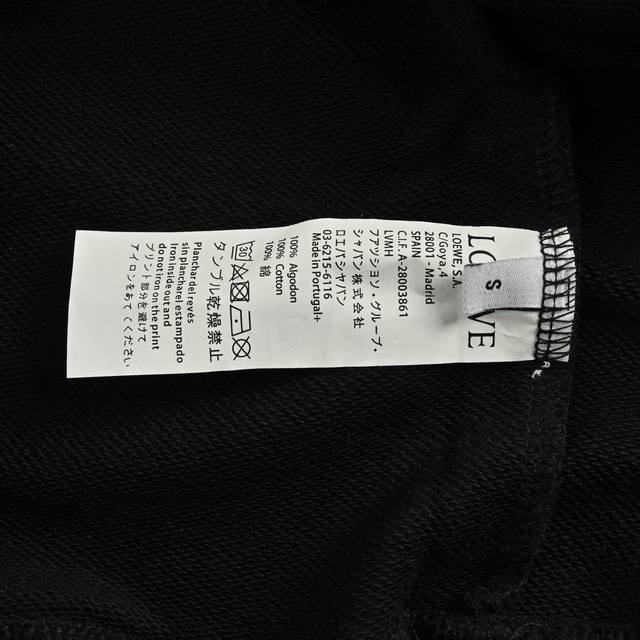 LOEWE
S
LOEWE S.A.
C/Goya, 4
28001 - Madrid
SPAIN
C.I.F. A-28003861
LVMH
ファッション・グループ・
ジャパン株式会社
ロエバジャパン
03-6215-6116
Made in Portugal+
100% Algodon
100% Cotton
100% 綿
タンブル乾燥禁止
Planchar del revés
sin planchar el estampado
iron inside out and
do not iron on the print
プリント部分を避けて
アイロンをあててください